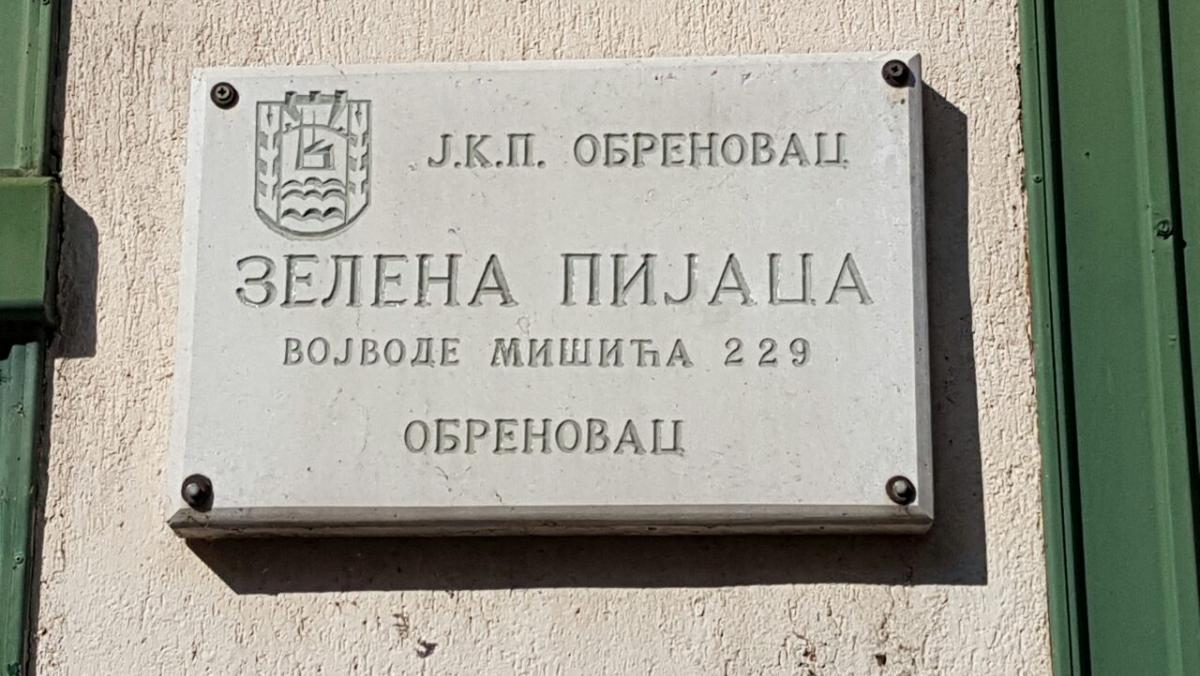 Ј.К.П. ОБРЕНОВАЦ
ЗЕЛЕНА ПИЈАЦА
ВОЈВОДЕ МИШИЋА 229
ОБРЕНОВАЦ